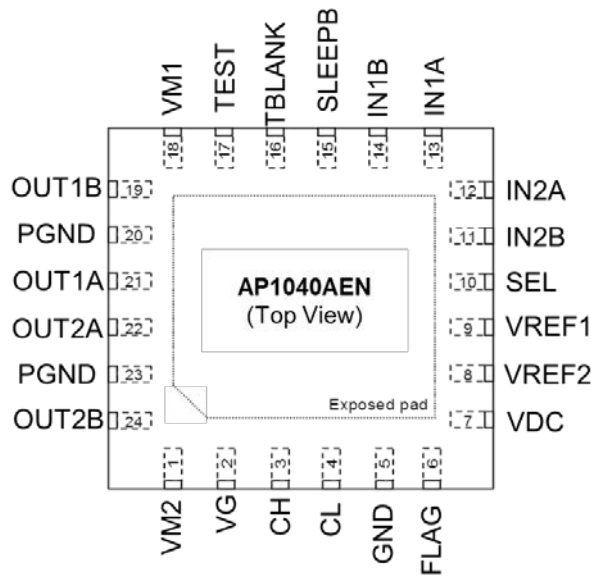 VM1
TEST
TBLANK
SLEEPB
IN1B
IN1A
18
17
16
15
14
13
OUT1B
19
12
IN2A
PGND
20
11
IN2B
OUT1A
21
10
SEL
AP1040AEN
(Top View)
OUT2A
22
9
VREF1
PGND
23
8
VREF2
Exposed pad
OUT2B
24
7
VDC
1
2
3
4
5
6
VM2
VG
CH
CL
GND
FLAG